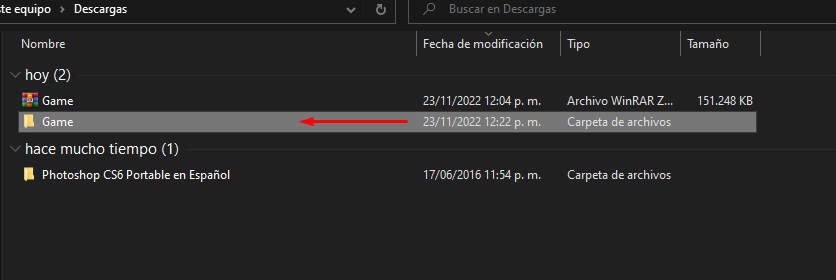 ste equipo > Descargas Buscar en Descargas
Nombre Fecha de modificación Tipo Tamaño
hoy (2)
Game 23/11/2022 12:04 p. m. Archivo WinRAR Z... 151.248 KB
Game 23/11/2022 12:22 p. m. Carpeta de archivos
hace mucho tiempo (1)
Photoshop CS6 Portable en Español 17/06/2016 11:54 p. m. Carpeta de archivos